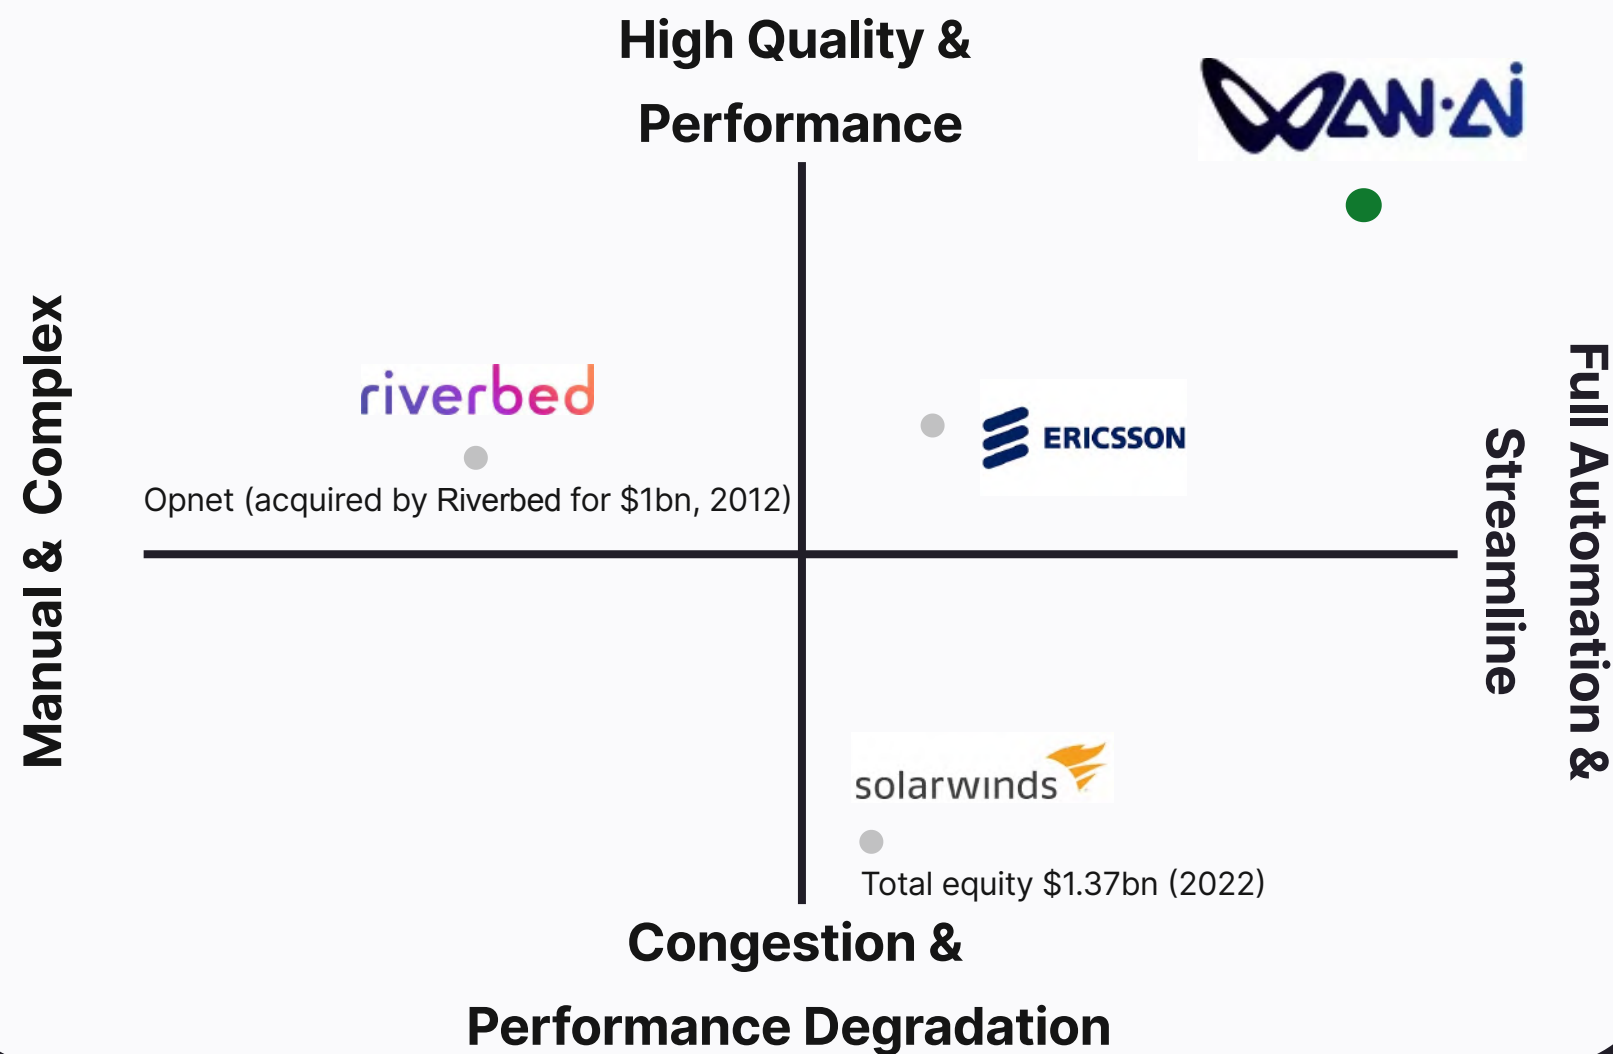 High Quality &
Performance
WAN·Ai
Manual & Complex
riverbed
Opnet (acquired by Riverbed for $1bn, 2012)
ERICSSON
Full Automation &
Streamline
solarwinds
Total equity $1.37bn (2022)
Congestion &
Performance Degradation